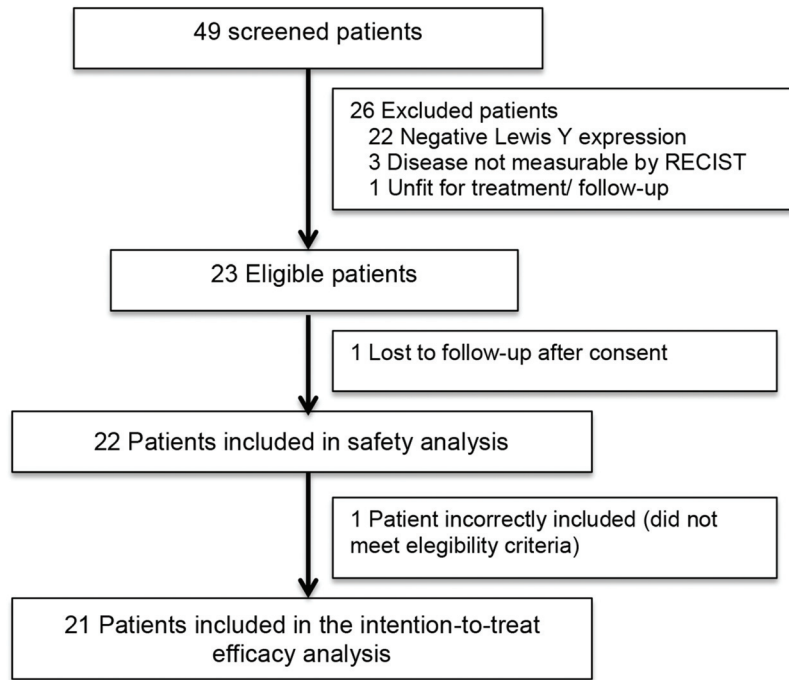 49 screened patients
26 Excluded patients
22 Negative Lewis Y expression
3 Disease not measurable by RECIST
1 Unfit for treatment/ follow-up
23 Eligible patients
1 Lost to follow-up after consent
22 Patients included in safety analysis
1 Patient incorrectly included (did not
meet elegibility criteria)
21 Patients included in the intention-to-treat
efficacy analysis